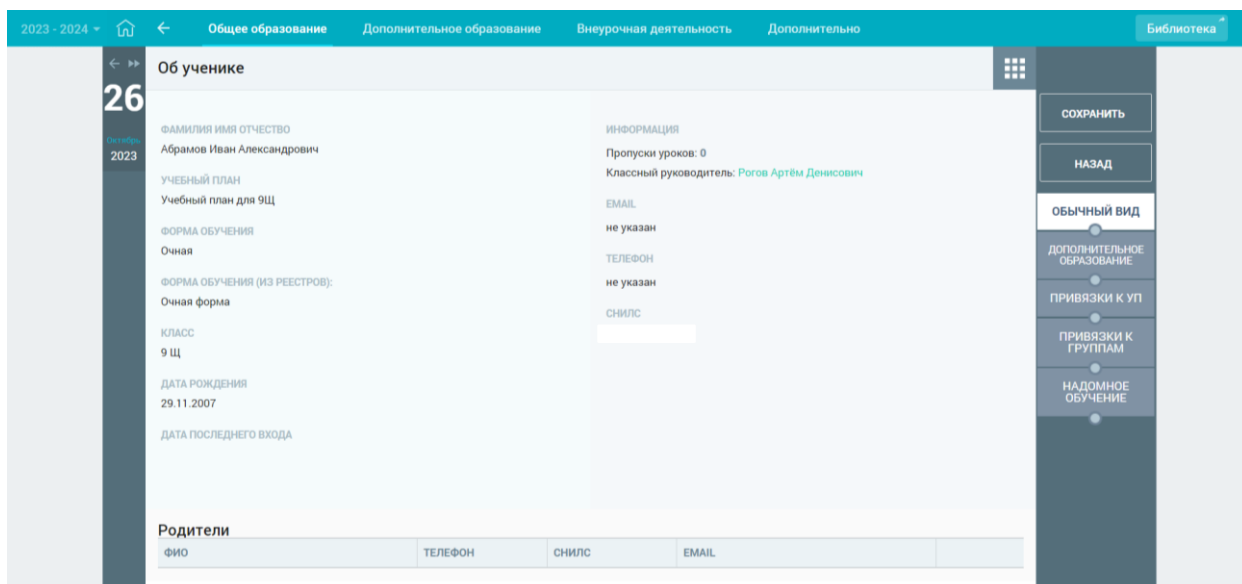 2023 - 2024
Общее образование
Дополнительное образование
Внеурочная деятельность
Дополнительно
Библиотека
26
Октябрь
2023
Об ученике
ФАМИЛИЯ ИМЯ ОТЧЕСТВО
Абрамов Иван Александрович
УЧЕБНЫЙ ПЛАН
Учебный план для 9Щ
ФОРМА ОБУЧЕНИЯ
Очная
ФОРМА ОБУЧЕНИЯ (ИЗ РЕЕСТРОВ):
Очная форма
КЛАСС
9 Щ
ДАТА РОЖДЕНИЯ
29.11.2007
ДАТА ПОСЛЕДНЕГО ВХОДА
ИНФОРМАЦИЯ
Пропуски уроков: 0
Классный руководитель: Рогов Артём Денисович
EMAIL
не указан
ТЕЛЕФОН
не указан
СНИЛС
СОХРАНИТЬ
НАЗАД
ОБЫЧНЫЙ ВИД
ДОПОЛНИТЕЛЬНОЕ
ОБРАЗОВАНИЕ
ПРИВЯЗКИ К УП
ПРИВЯЗКИ К
ГРУППАМ
НАДОМНОЕ
ОБУЧЕНИЕ
Родители
ФИО
ТЕЛЕФОН
СНИЛС
EMAIL